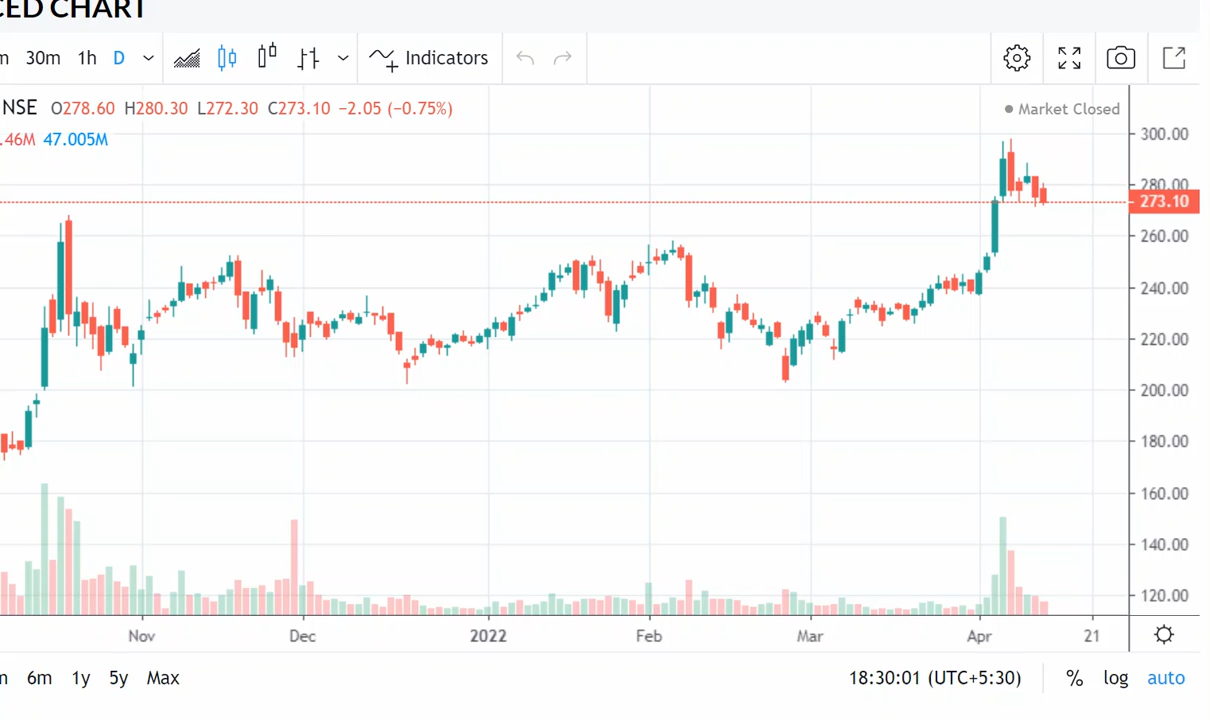 CED CHART
m 30m 1h D Indicators
NSE O278.60 H280.30 L272.30 C273.10 −2.05 (−0.75%)
Market Closed
.46M 47.005M
300.00
280.00
273.10
260.00
240.00
220.00
200.00
180.00
160.00
140.00
120.00
Nov Dec 2022 Feb Mar Apr 21
m 6m 1y 5y Max 18:30:01 (UTC+5:30) % log auto